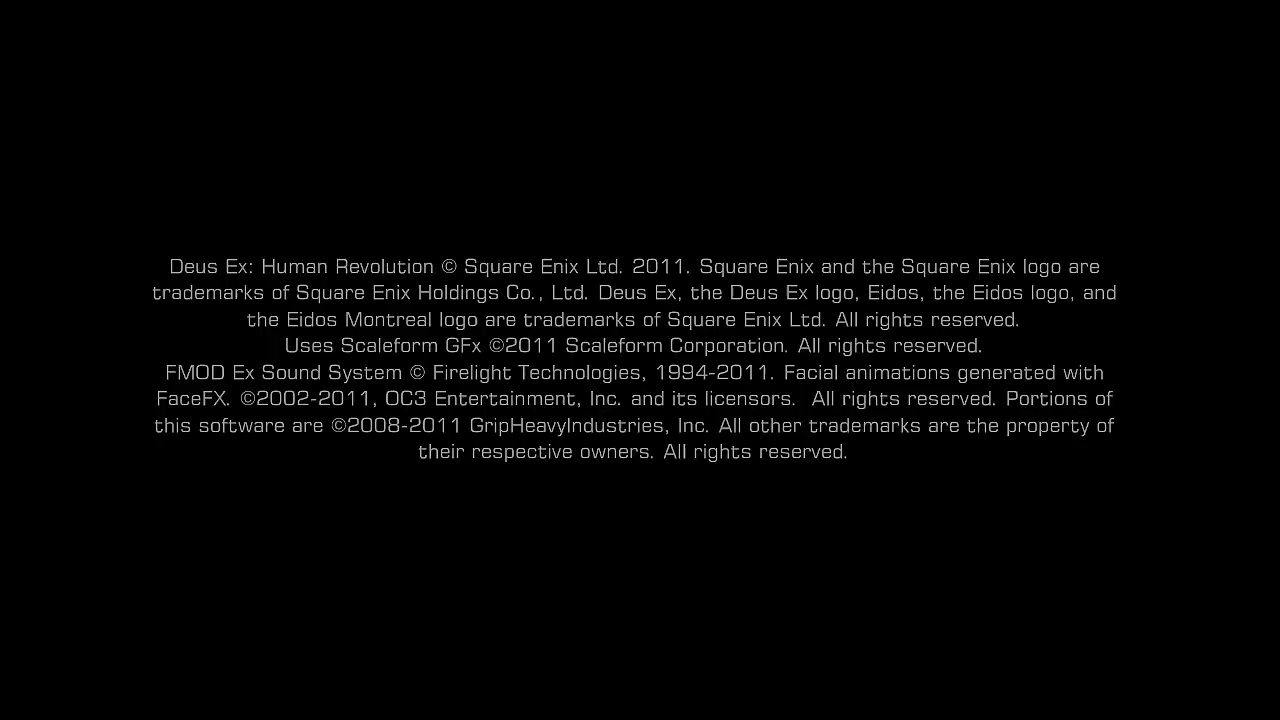 Deus Ex: Human Revolution © Square Enix Ltd. 2011. Square Enix and the Square Enix logo are
trademarks of Square Enix Holdings Co., Ltd. Deus Ex, the Deus Ex logo, Eidos, the Eidos logo, and
the Eidos Montreal logo are trademarks of Square Enix Ltd. All rights reserved.
Uses Scaleform GFx ©2011 Scaleform Corporation. All rights reserved.
FMOD Ex Sound System © Firelight Technologies, 1994-2011. Facial animations generated with
FaceFX. ©2002-2011, OC3 Entertainment, Inc. and its licensors.  All rights reserved. Portions of
this software are ©2008-2011 GripHeavyIndustries, Inc. All other trademarks are the property of
their respective owners. All rights reserved.